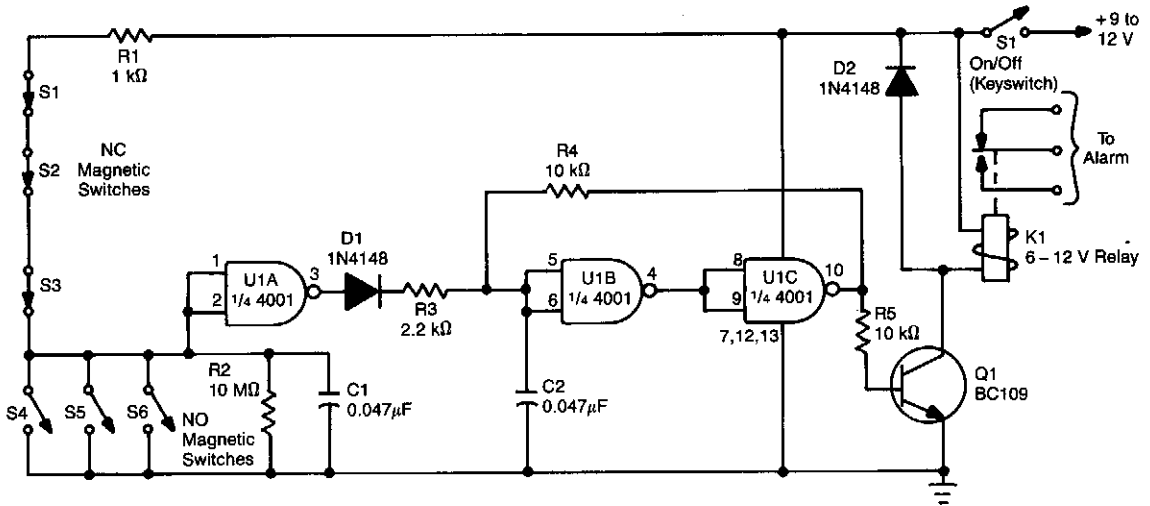 R1
1 kΩ
S1
S2
NC
Magnetic
Switches
S3
S4
S5
S6
NO
Magnetic
Switches
R2
10 MΩ
C1
0.047μF
1
2
U1A
1/4 4001
3
D1
1N4148
R3
2.2 kΩ
R4
10 kΩ
5
6
U1B
1/4 4001
4
C2
0.047μF
8
9
U1C
1/4 4001
10
7,12,13
R5
10 kΩ
Q1
BC109
D2
1N4148
S1
On/Off
(Keyswitch)
+9 to
12 V
To
Alarm
K1
6–12 V Relay